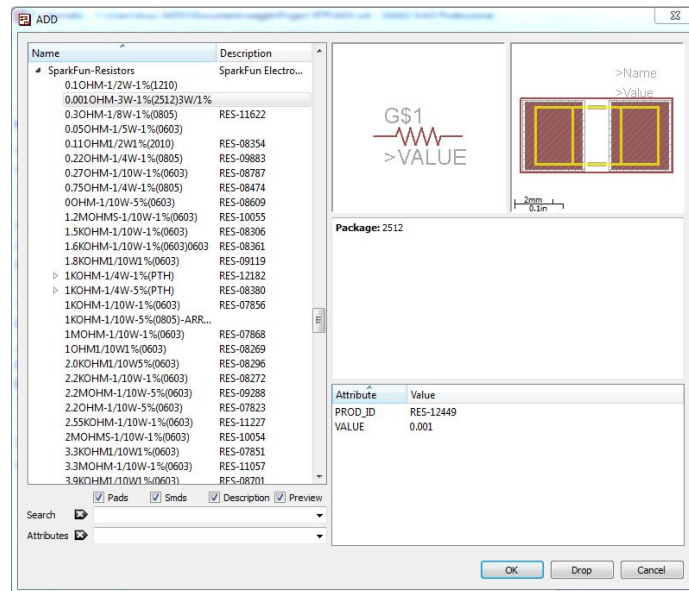 ADD
Name Description
SparkFun-Resistors SparkFun Electro...
0.1OHM-1/2W-1%(1210)
0.001OHM-3W-1%(2512)3W/1%
0.3OHM-1/8W-1%(0805) RES-11622
0.05OHM-1/5W-1%(0603)
0.11OHM1/2W1%(2010) RES-08354
0.22OHM-1/4W-1%(0805) RES-09883
0.27OHM-1/10W-1%(0603) RES-08787
0.75OHM-1/4W-1%(0805) RES-08474
0OHM-1/10W-5%(0603) RES-08609
1.2MOHMS-1/10W-1%(0603) RES-10055
1.5KOHM-1/10W-1%(0603) RES-08306
1.6KOHM-1/10W-1%(0603)0603 RES-08361
1.8KOHM1/10W1%(0603) RES-09119
1KOHM-1/4W-1%(PTH) RES-12182
1KOHM-1/4W-5%(PTH) RES-08380
1KOHM-1/10W-1%(0603) RES-07856
1KOHM-1/10W-5%(0805)-ARR...
1MOHM-1/10W-1%(0603) RES-07868
1OHM1/10W1%(0603) RES-08269
2.0KOHM1/10W5%(0603) RES-08296
2.2KOHM-1/10W-1%(0603) RES-08272
2.2MOHM-1/10W-5%(0603) RES-09288
2.2OHM-1/10W-5%(0603) RES-07823
2.55KOHM-1/10W-1%(0603) RES-11227
2MOHMS-1/10W-1%(0603) RES-10054
3.3KOHM1/10W1%(0603) RES-07851
3.3MOHM-1/10W-1%(0603) RES-11057
3.9KOHM1/10W1%(0603) RES-08701
Pads Smds Description Preview
Search
Attributes
G$1
>VALUE
>Name
>Value
2mm
0.1in
Package: 2512
Attribute Value
PROD_ID RES-12449
VALUE 0.001
OK Drop Cancel